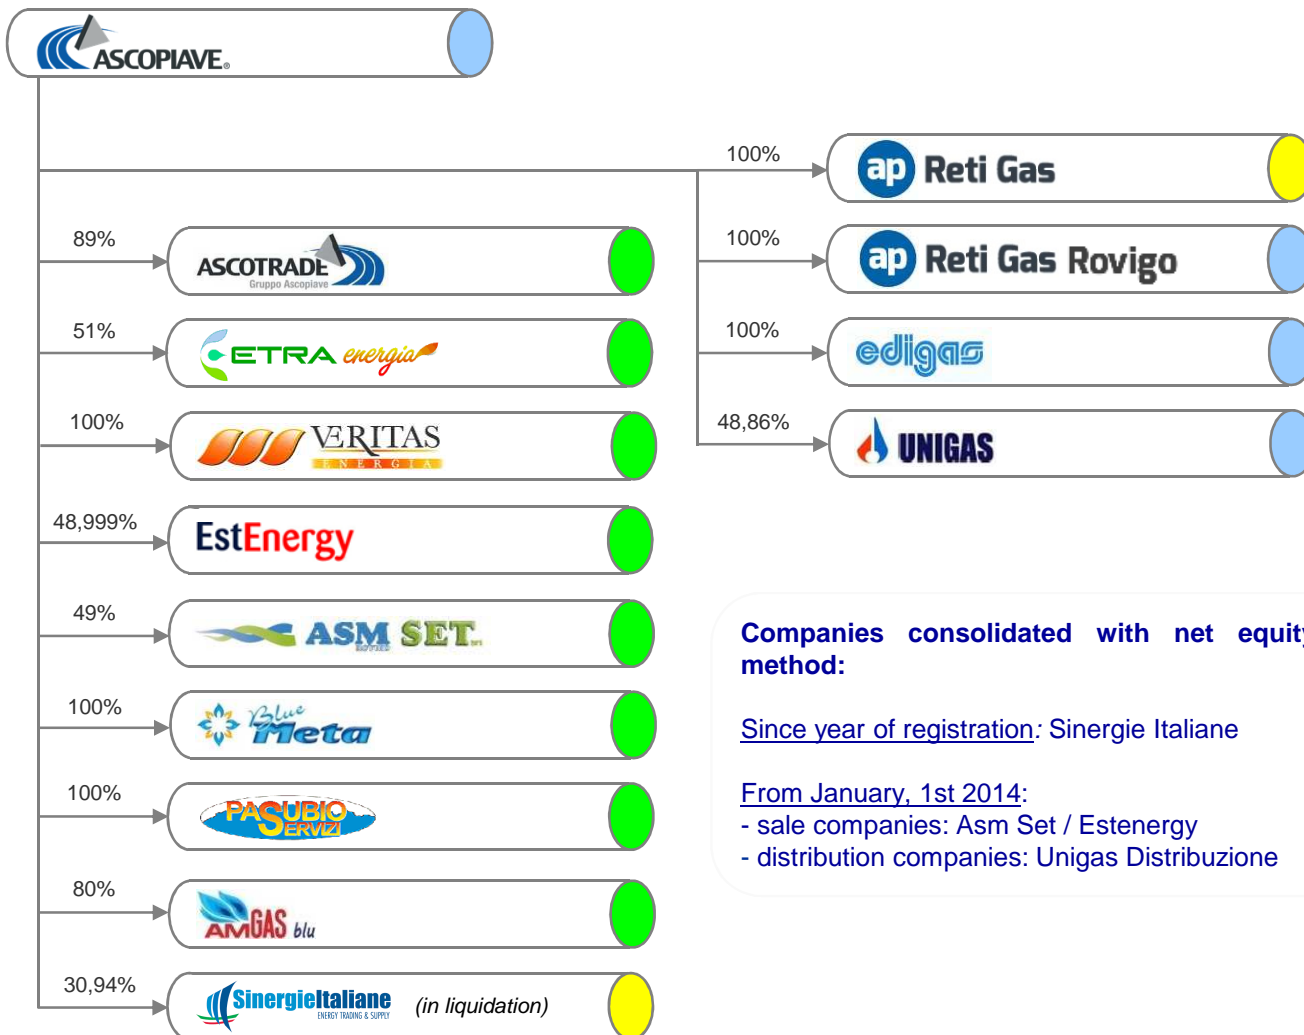 ASCOPIAVE®
100%
ap Reti Gas
89%
ASCOTRADE
Gruppo Ascopiave
100%
ap Reti Gas Rovigo
51%
ETRA energia
100%
edigas
100%
VERITAS
ENERGIA
48,86%
UNIGAS
48,999%
EstEnergy
49%
ASM SET
ROVIGO
100%
Blue
Meta
100%
PASUBIO
SERVIZI
80%
AMGAS blu
30,94%
SinergieItaliane (in liquidation)
ENERGY TRADING & SUPPLY
Companies consolidated with net equity
method:
Since year of registration: Sinergie Italiane
From January, 1st 2014:
- sale companies: Asm Set / Estenergy
- distribution companies: Unigas Distribuzione